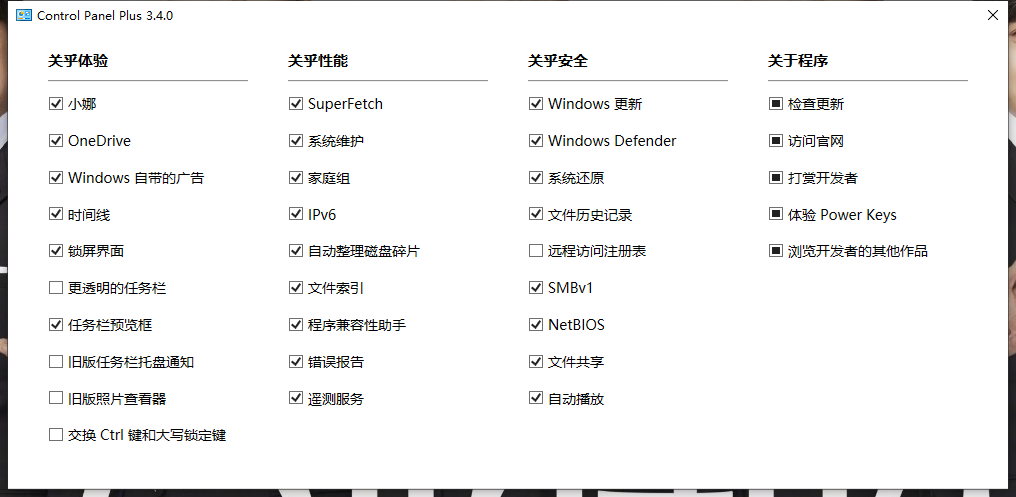 Control Panel Plus 3.4.0
关乎体验
小娜
OneDrive
Windows 自带的广告
时间线
锁屏界面
更透明的任务栏
任务栏预览框
旧版任务栏托盘通知
旧版照片查看器
交换 Ctrl 键和大写锁定键
关乎性能
SuperFetch
系统维护
家庭组
IPv6
自动整理磁盘碎片
文件索引
程序兼容性助手
错误报告
遥测服务
关乎安全
Windows 更新
Windows Defender
系统还原
文件历史记录
远程访问注册表
SMBv1
NetBIOS
文件共享
自动播放
关于程序
检查更新
访问官网
打赏开发者
体验 Power Keys
浏览开发者的其他作品